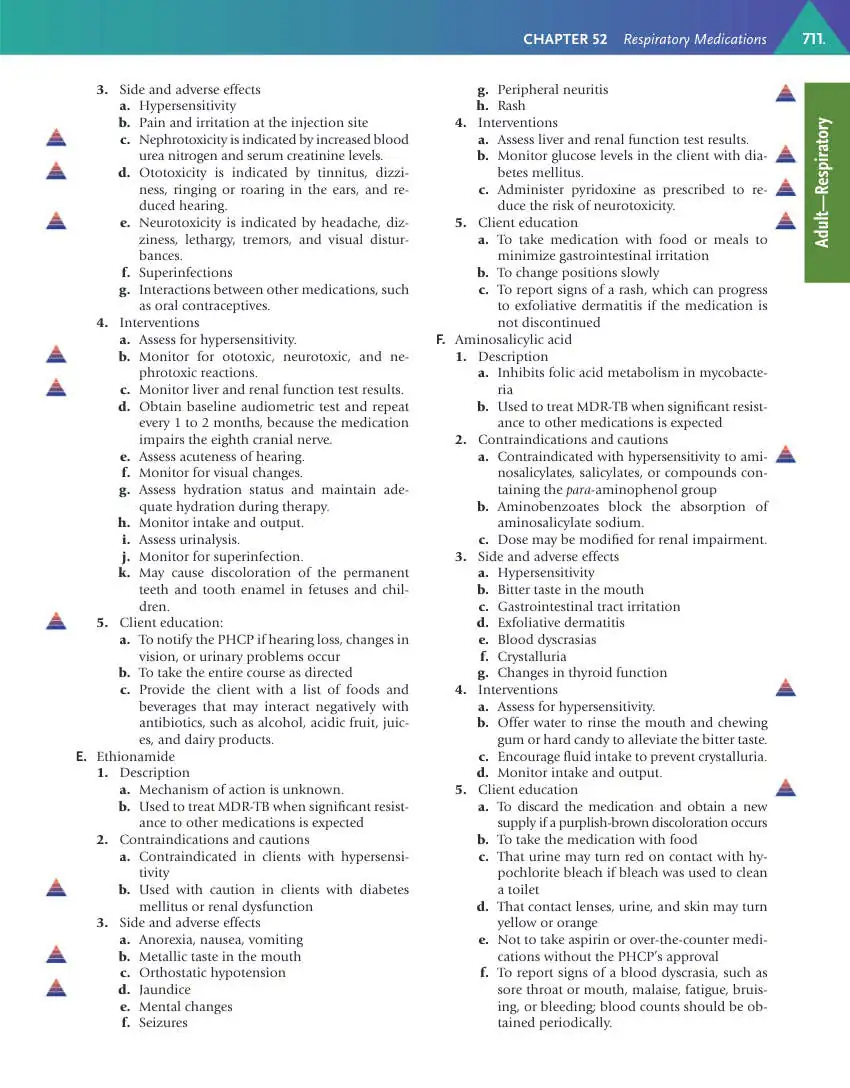 CHAPTER 52 Respiratory Medications 711.
3. Side and adverse effects
a. Hypersensitivity
b. Pain and irritation at the injection site
c. Nephrotoxicity is indicated by increased blood
urea nitrogen and serum creatinine levels.
d. Ototoxicity is indicated by tinnitus, dizzi-
ness, ringing or roaring in the ears, and re-
duced hearing.
e. Neurotoxicity is indicated by headache, diz-
ziness, lethargy, tremors, and visual distur-
bances.
f. Superinfections
g. Interactions between other medications, such
as oral contraceptives.
4. Interventions
a. Assess for hypersensitivity.
b. Monitor for ototoxic, neurotoxic, and ne-
phrotoxic reactions.
c. Monitor liver and renal function test results.
d. Obtain baseline audiometric test and repeat
every 1 to 2 months, because the medication
impairs the eighth cranial nerve.
e. Assess acuteness of hearing.
f. Monitor for visual changes.
g. Assess hydration status and maintain ade-
quate hydration during therapy.
h. Monitor intake and output.
i. Assess urinalysis.
j. Monitor for superinfection.
k. May cause discoloration of the permanent
teeth and tooth enamel in fetuses and chil-
dren.
5. Client education:
a. To notify the PHCP if hearing loss, changes in
vision, or urinary problems occur
b. To take the entire course as directed
c. Provide the client with a list of foods and
beverages that may interact negatively with
antibiotics, such as alcohol, acidic fruit, juic-
es, and dairy products.
E. Ethionamide
1. Description
a. Mechanism of action is unknown.
b. Used to treat MDR-TB when significant resist-
ance to other medications is expected
2. Contraindications and cautions
a. Contraindicated in clients with hypersensi-
tivity
b. Used with caution in clients with diabetes
mellitus or renal dysfunction
3. Side and adverse effects
a. Anorexia, nausea, vomiting
b. Metallic taste in the mouth
c. Orthostatic hypotension
d. Jaundice
e. Mental changes
f. Seizures
g. Peripheral neuritis
h. Rash
4. Interventions
a. Assess liver and renal function test results.
b. Monitor glucose levels in the client with dia-
betes mellitus.
c. Administer pyridoxine as prescribed to re-
duce the risk of neurotoxicity.
5. Client education
a. To take medication with food or meals to
minimize gastrointestinal irritation
b. To change positions slowly
c. To report signs of a rash, which can progress
to exfoliative dermatitis if the medication is
not discontinued
F. Aminosalicylic acid
1. Description
a. Inhibits folic acid metabolism in mycobacte-
ria
b. Used to treat MDR-TB when significant resist-
ance to other medications is expected
2. Contraindications and cautions
a. Contraindicated with hypersensitivity to ami-
nosalicylates, salicylates, or compounds con-
taining the para-aminophenol group
b. Aminobenzoates block the absorption of
aminosalicylate sodium.
c. Dose may be modified for renal impairment.
3. Side and adverse effects
a. Hypersensitivity
b. Bitter taste in the mouth
c. Gastrointestinal tract irritation
d. Exfoliative dermatitis
e. Blood dyscrasias
f. Crystalluria
g. Changes in thyroid function
4. Interventions
a. Assess for hypersensitivity.
b. Offer water to rinse the mouth and chewing
gum or hard candy to alleviate the bitter taste.
c. Encourage fluid intake to prevent crystalluria.
d. Monitor intake and output.
5. Client education
a. To discard the medication and obtain a new
supply if a purplish-brown discoloration occurs
b. To take the medication with food
c. That urine may turn red on contact with hy-
pochlorite bleach if bleach was used to clean
a toilet
d. That contact lenses, urine, and skin may turn
yellow or orange
e. Not to take aspirin or over-the-counter medi-
cations without the PHCP's approval
f. To report signs of a blood dyscrasia, such as
sore throat or mouth, malaise, fatigue, bruis-
ing, or bleeding; blood counts should be ob-
tained periodically.
Adult—Respiratory